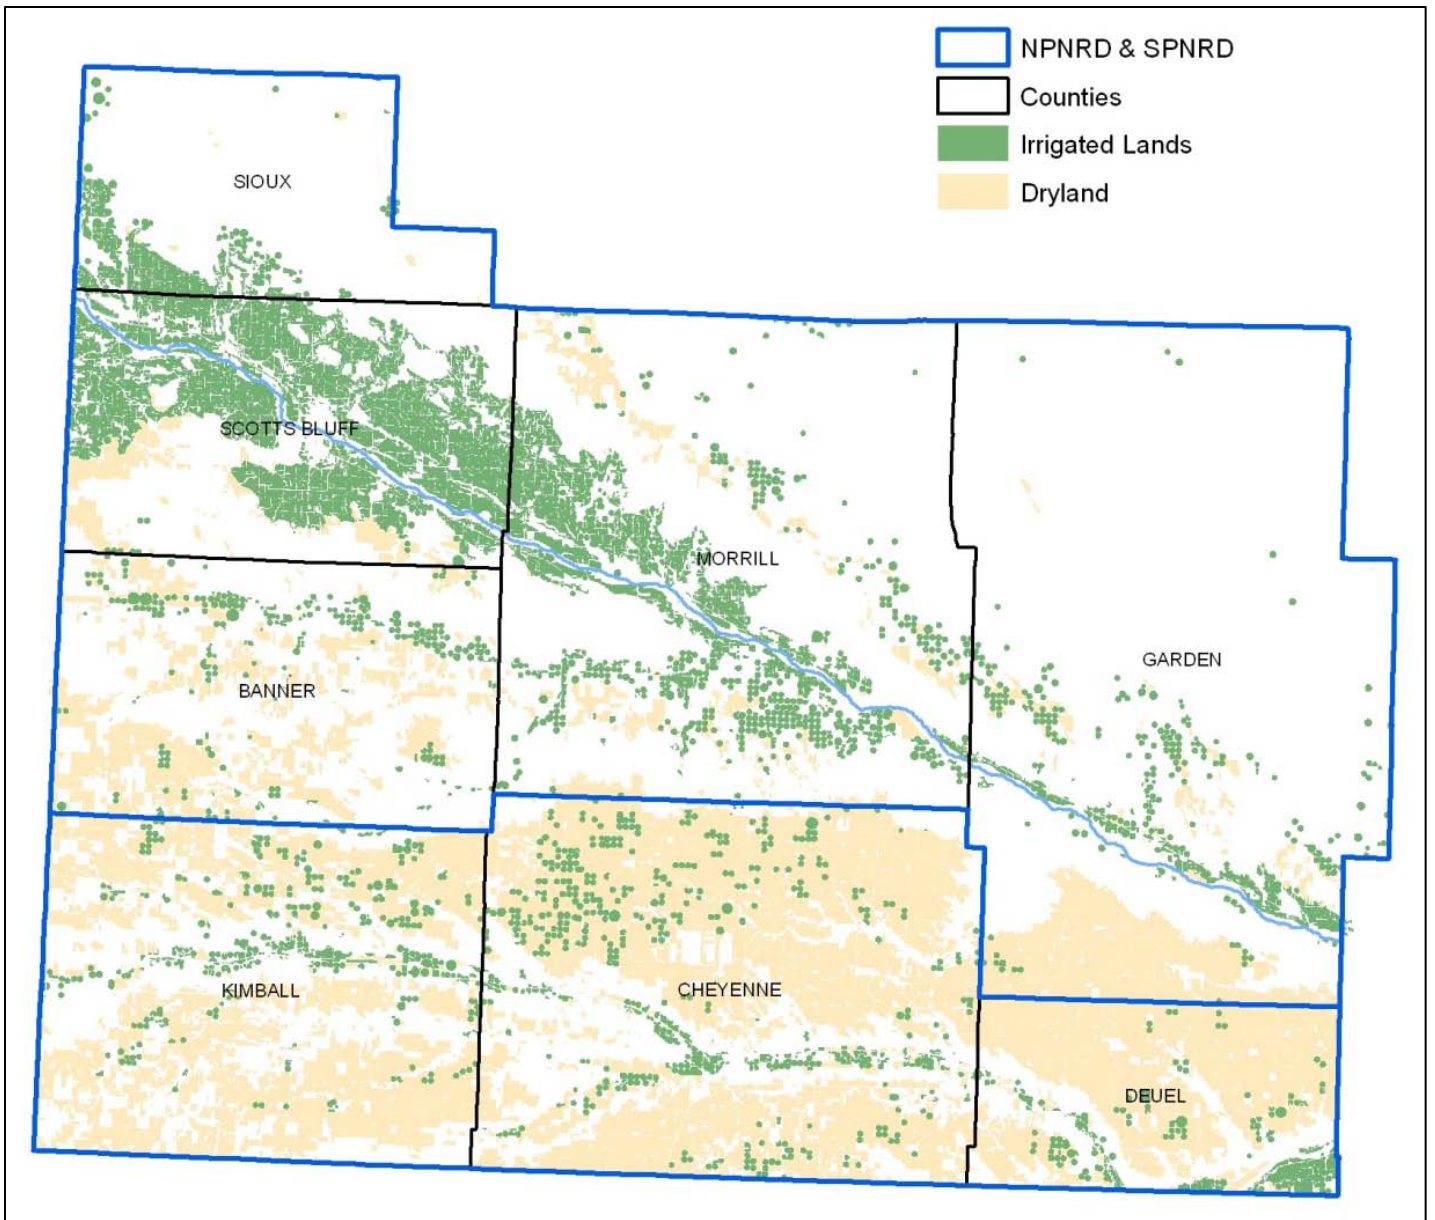 NPNRD & SPNRD
Counties
Irrigated Lands
Dryland
SIOUX
SCOTTS BLUFF
MORRILL
GARDEN
BANNER
KIMBALL
CHEYENNE
DEUEL